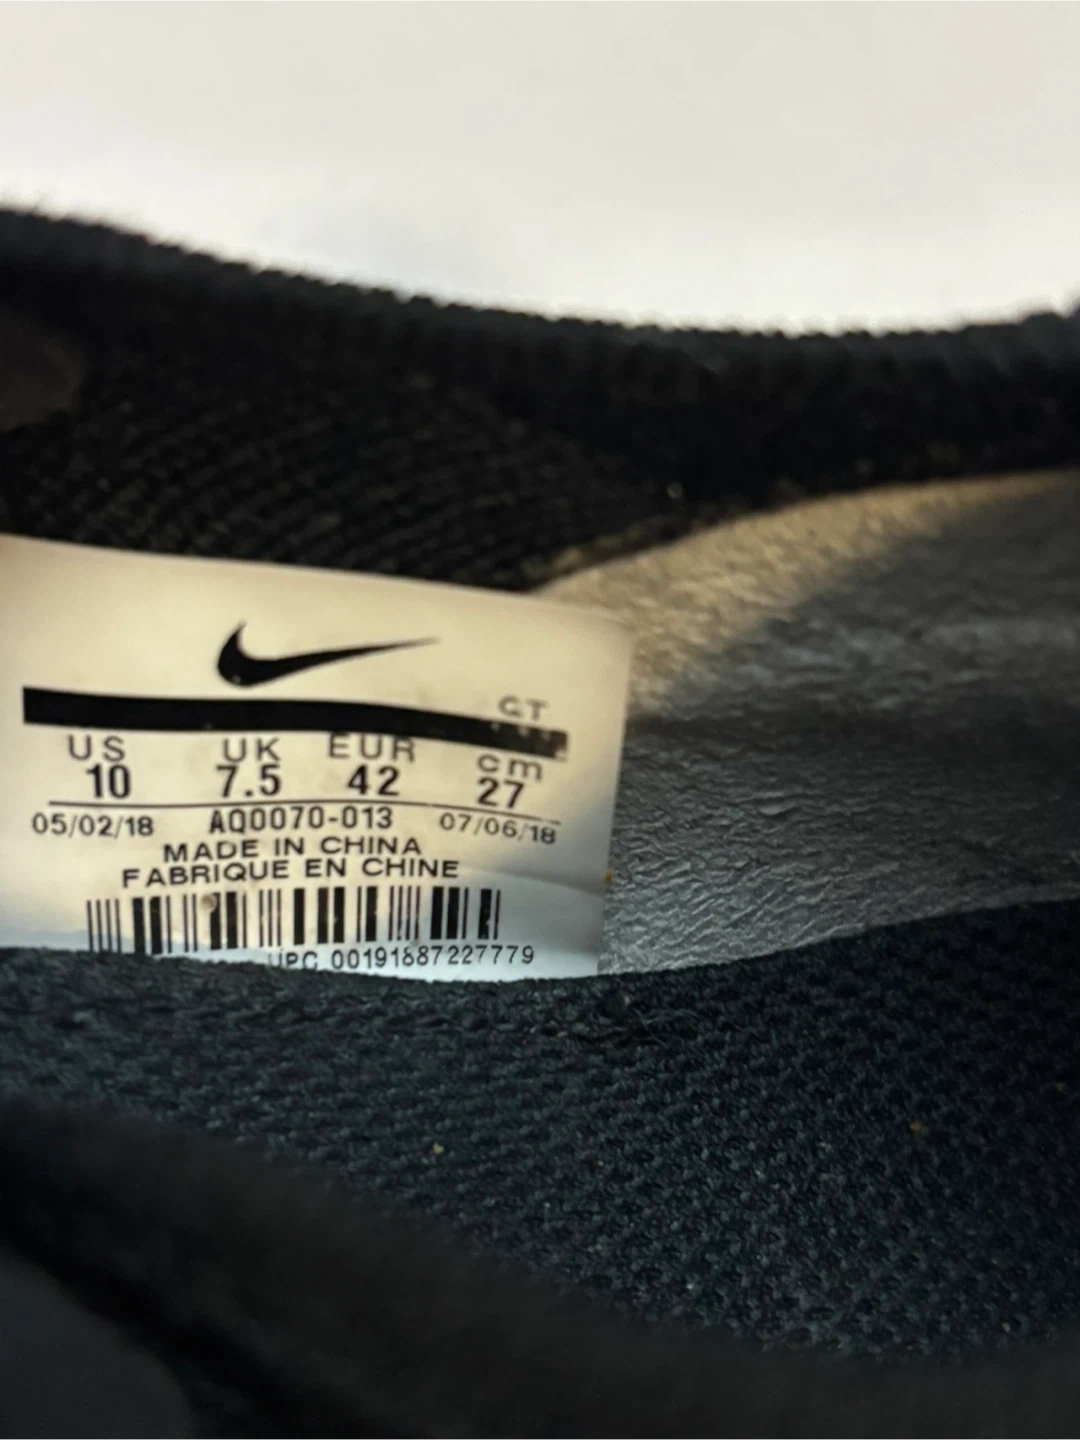 GT
US UK EUR cm
10 7.5 42 27
05/02/18 AQ0070-013 07/06/18
MADE IN CHINA
FABRIQUE EN CHINE
UPC 00191887227779